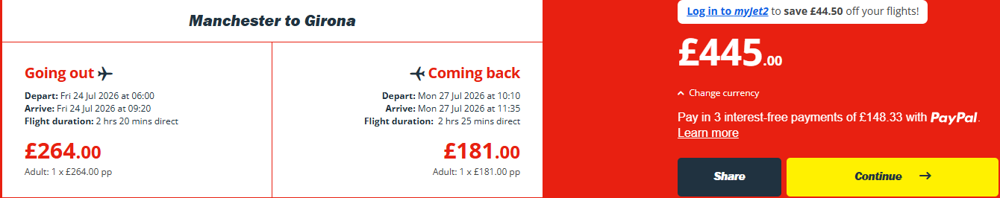 Manchester to Girona
Going out
Depart: Fri 24 Jul 2026 at 06:00
Arrive: Fri 24 Jul 2026 at 09:20
Flight duration: 2 hrs 20 mins direct
£264.00
Adult: 1 x £264.00 pp
Coming back
Depart: Mon 27 Jul 2026 at 10:10
Arrive: Mon 27 Jul 2026 at 11:35
Flight duration: 2 hrs 25 mins direct
£181.00
Adult: 1 x £181.00 pp
Log in to myJet2 to save £44.50 off your flights!
£445.00
Change currency
Pay in 3 interest-free payments of £148.33 with PayPal.
Learn more
Share
Continue